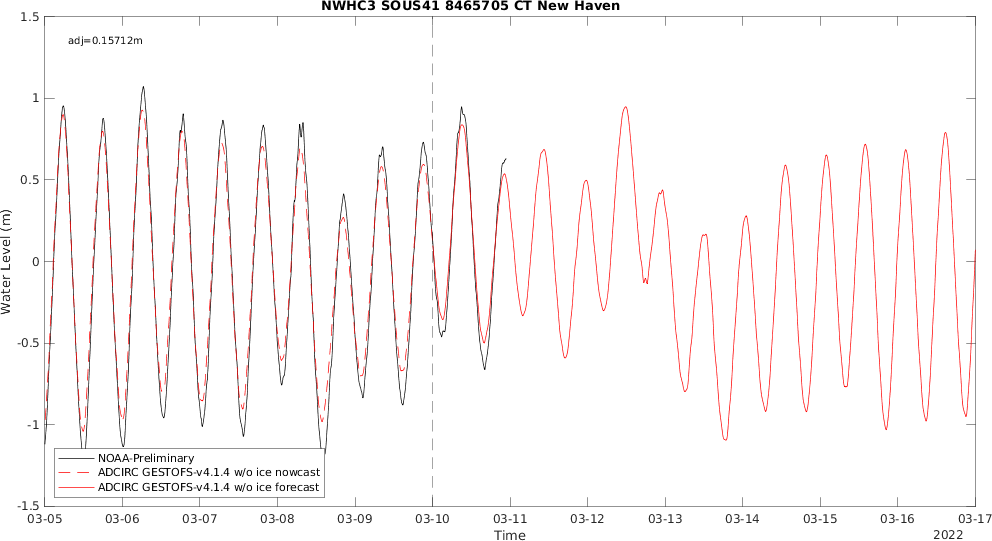 NWHC3 SOUS41 8465705 CT New Haven
adj=0.15712m
1.5
1
0.5
0
-0.5
-1
-1.5
Water Level (m)
NOAA-Preliminary
ADCIRC GESTOFS-v4.1.4 w/o ice nowcast
ADCIRC GESTOFS-v4.1.4 w/o ice forecast
03-05 03-06 03-07 03-08 03-09 03-10 03-11 03-12 03-13 03-14 03-15 03-16 03-17
Time
2022